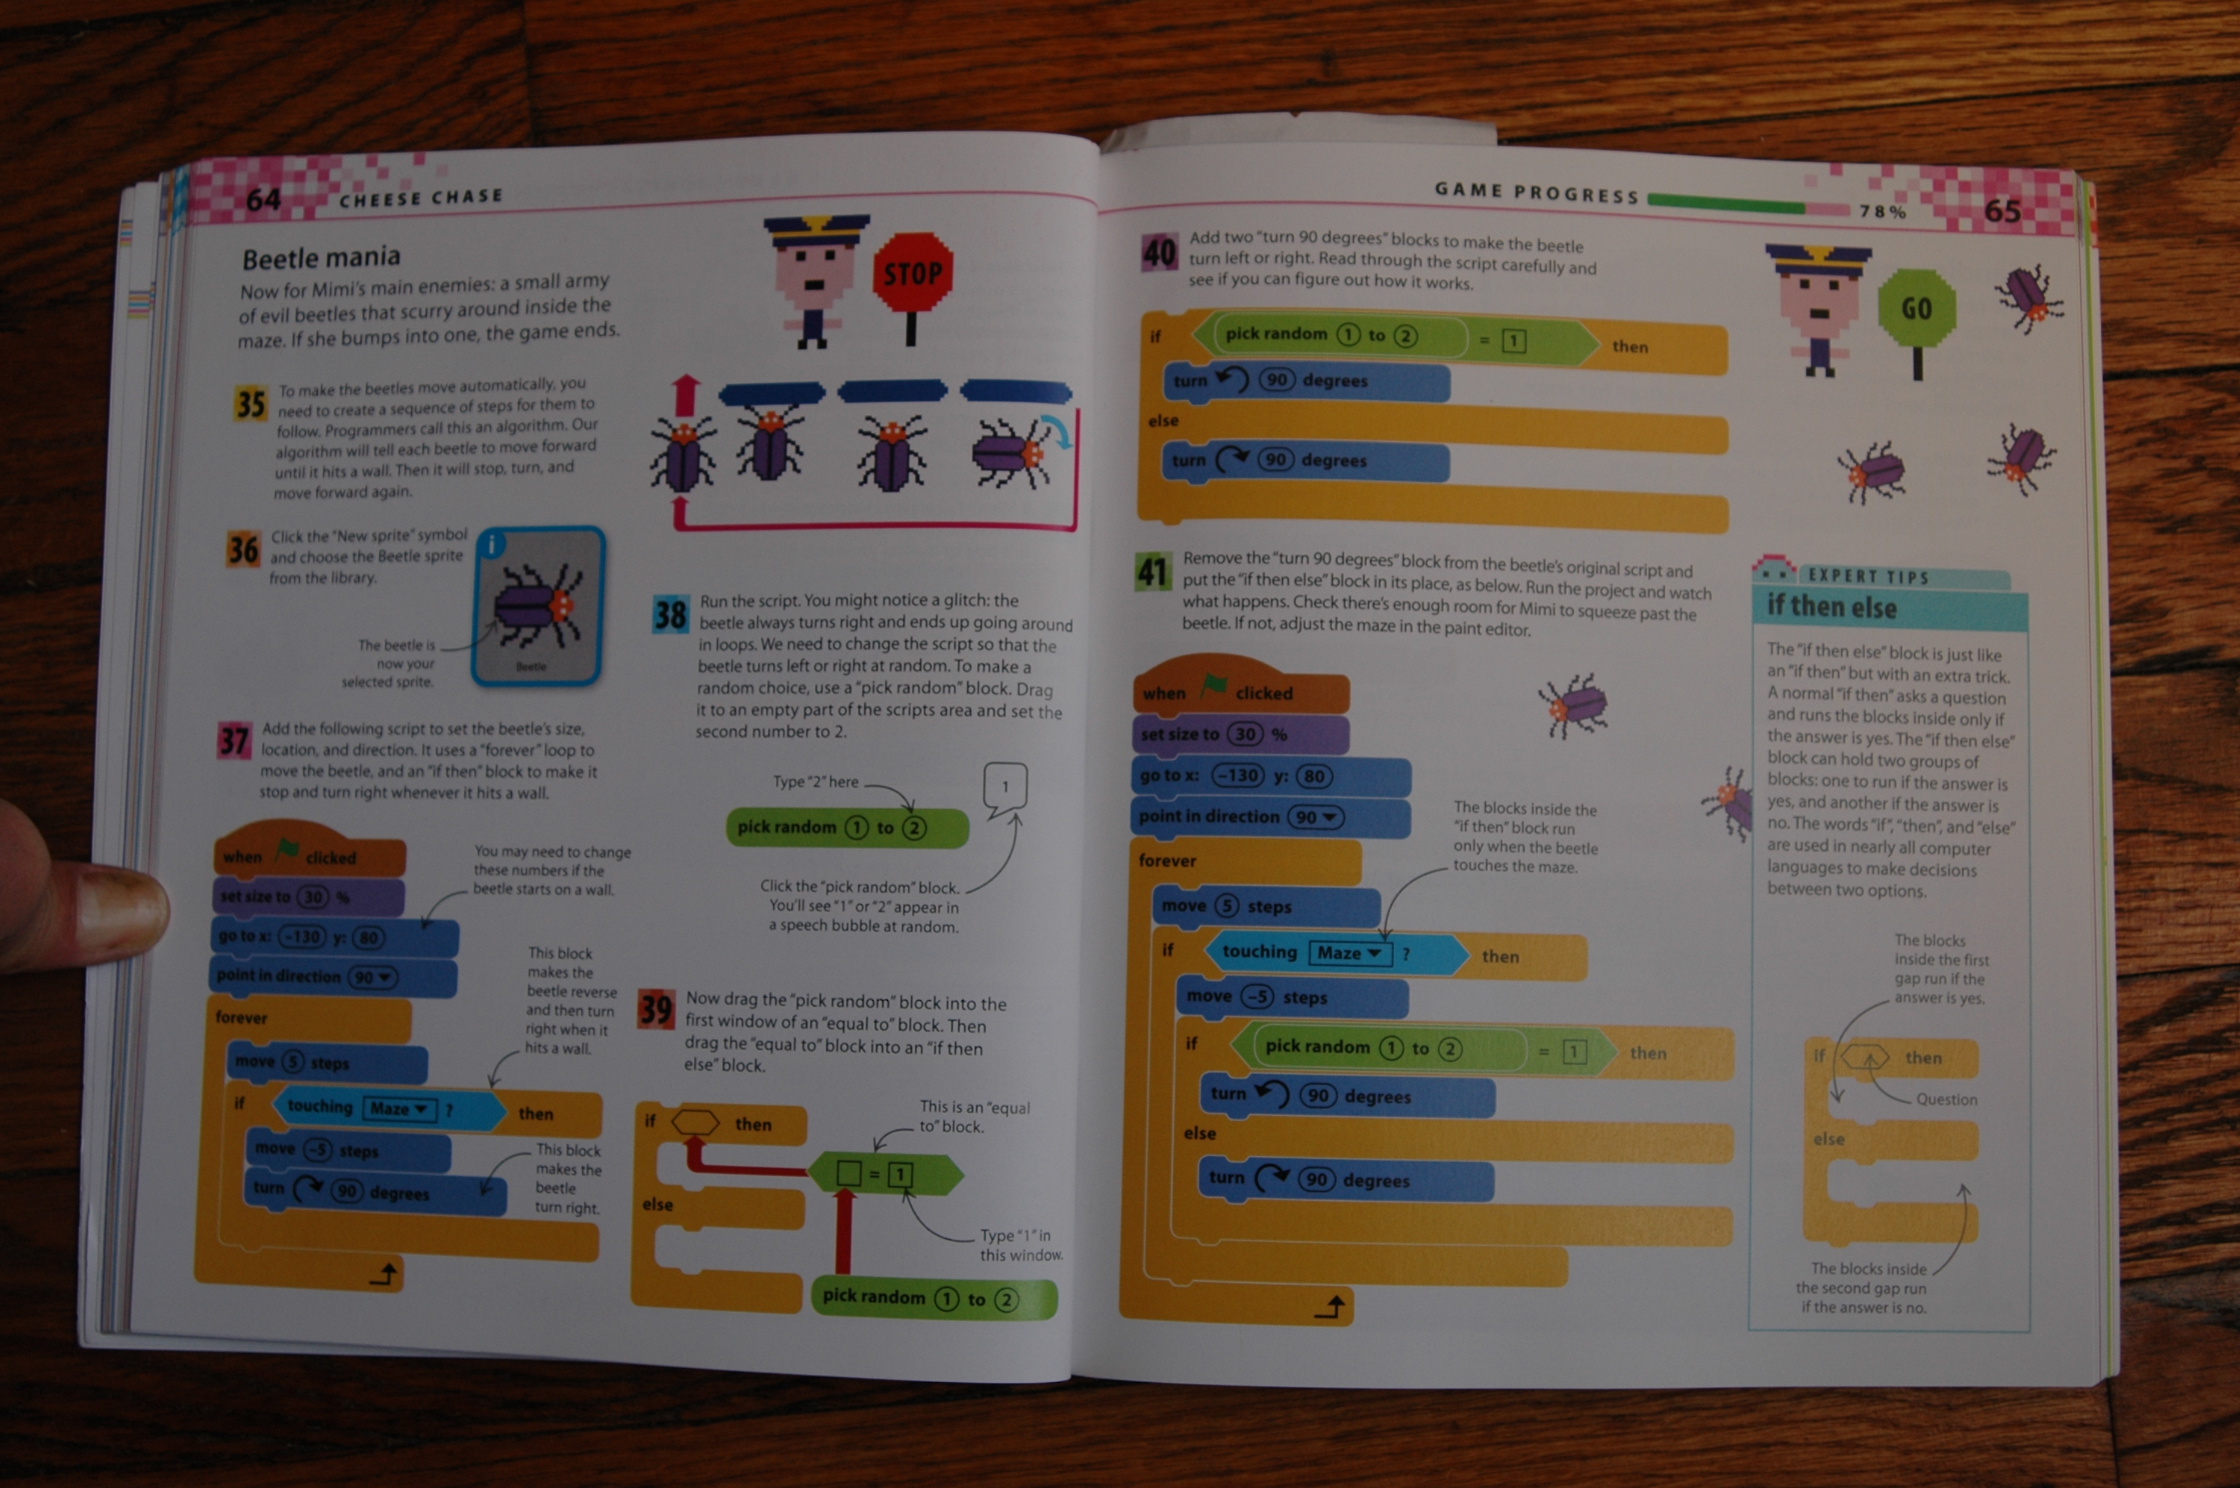 64
CHEESE CHASE
Beetle mania
Now for Mimi's main enemies: a small army
of evil beetles that scurry around inside the
maze. If she bumps into one, the game ends.
STOP
35
To make the beetles move automatically, you
need to create a sequence of steps for them to
follow. Programmers call this an algorithm. Our
algorithm will tell each beetle to move forward
until it hits a wall. Then it will stop, turn, and
move forward again.
36
Click the "New sprite" symbol
and choose the Beetle sprite
from the library.
The beetle is
now your
selected sprite.
i
Beetle
37
Add the following script to set the beetle's size,
location, and direction. It uses a "forever" loop to
move the beetle, and an "if then" block to make it
stop and turn right whenever it hits a wall.
when clicked
set size to 30 %
go to x: -130 y: 80
point in direction 90
forever
move 5 steps
if touching Maze ? then
move -5 steps
turn 90 degrees
You may need to change
these numbers if the
beetle starts on a wall.
This block
makes the
beetle reverse
and then turn
right when it
hits a wall.
This block
makes the
beetle
turn right.
38
Run the script. You might notice a glitch: the
beetle always turns right and ends up going around
in loops. We need to change the script so that the
beetle turns left or right at random. To make a
random choice, use a "pick random" block. Drag
it to an empty part of the scripts area and set the
second number to 2.
Type "2" here
pick random 1 to 2
1
Click the "pick random" block.
You'll see "1" or "2" appear in
a speech bubble at random.
39
Now drag the "pick random" block into the
first window of an "equal to" block. Then
drag the "equal to" block into an "if then
else" block.
This is an "equal
to" block.
if then
else
= 1
Type "1" in
this window.
pick random 1 to 2
GAME PROGRESS
78%
65
40
Add two "turn 90 degrees" blocks to make the beetle
turn left or right. Read through the script carefully and
see if you can figure out how it works.
GO
if pick random 1 to 2 = 1 then
turn 90 degrees
else
turn 90 degrees
41
Remove the "turn 90 degrees" block from the beetle's original script and
put the "if then else" block in its place, as below. Run the project and watch
what happens. Check there's enough room for Mimi to squeeze past the
beetle. If not, adjust the maze in the paint editor.
when clicked
set size to 30 %
go to x: -130 y: 80
point in direction 90
forever
move 5 steps
if touching Maze ? then
move -5 steps
if pick random 1 to 2 = 1 then
turn 90 degrees
else
turn 90 degrees
The blocks inside the
"if then" block run
only when the beetle
touches the maze.
EXPERT TIPS
if then else
The "if then else" block is just like
an "if then" but with an extra trick.
A normal "if then" asks a question
and runs the blocks inside only if
the answer is yes. The "if then else"
block can hold two groups of
blocks: one to run if the answer is
yes, and another if the answer is
no. The words "if", "then", and "else"
are used in nearly all computer
languages to make decisions
between two options.
The blocks
inside the first
gap run if the
answer is yes.
if then
Question
else
The blocks inside
the second gap run
if the answer is no.